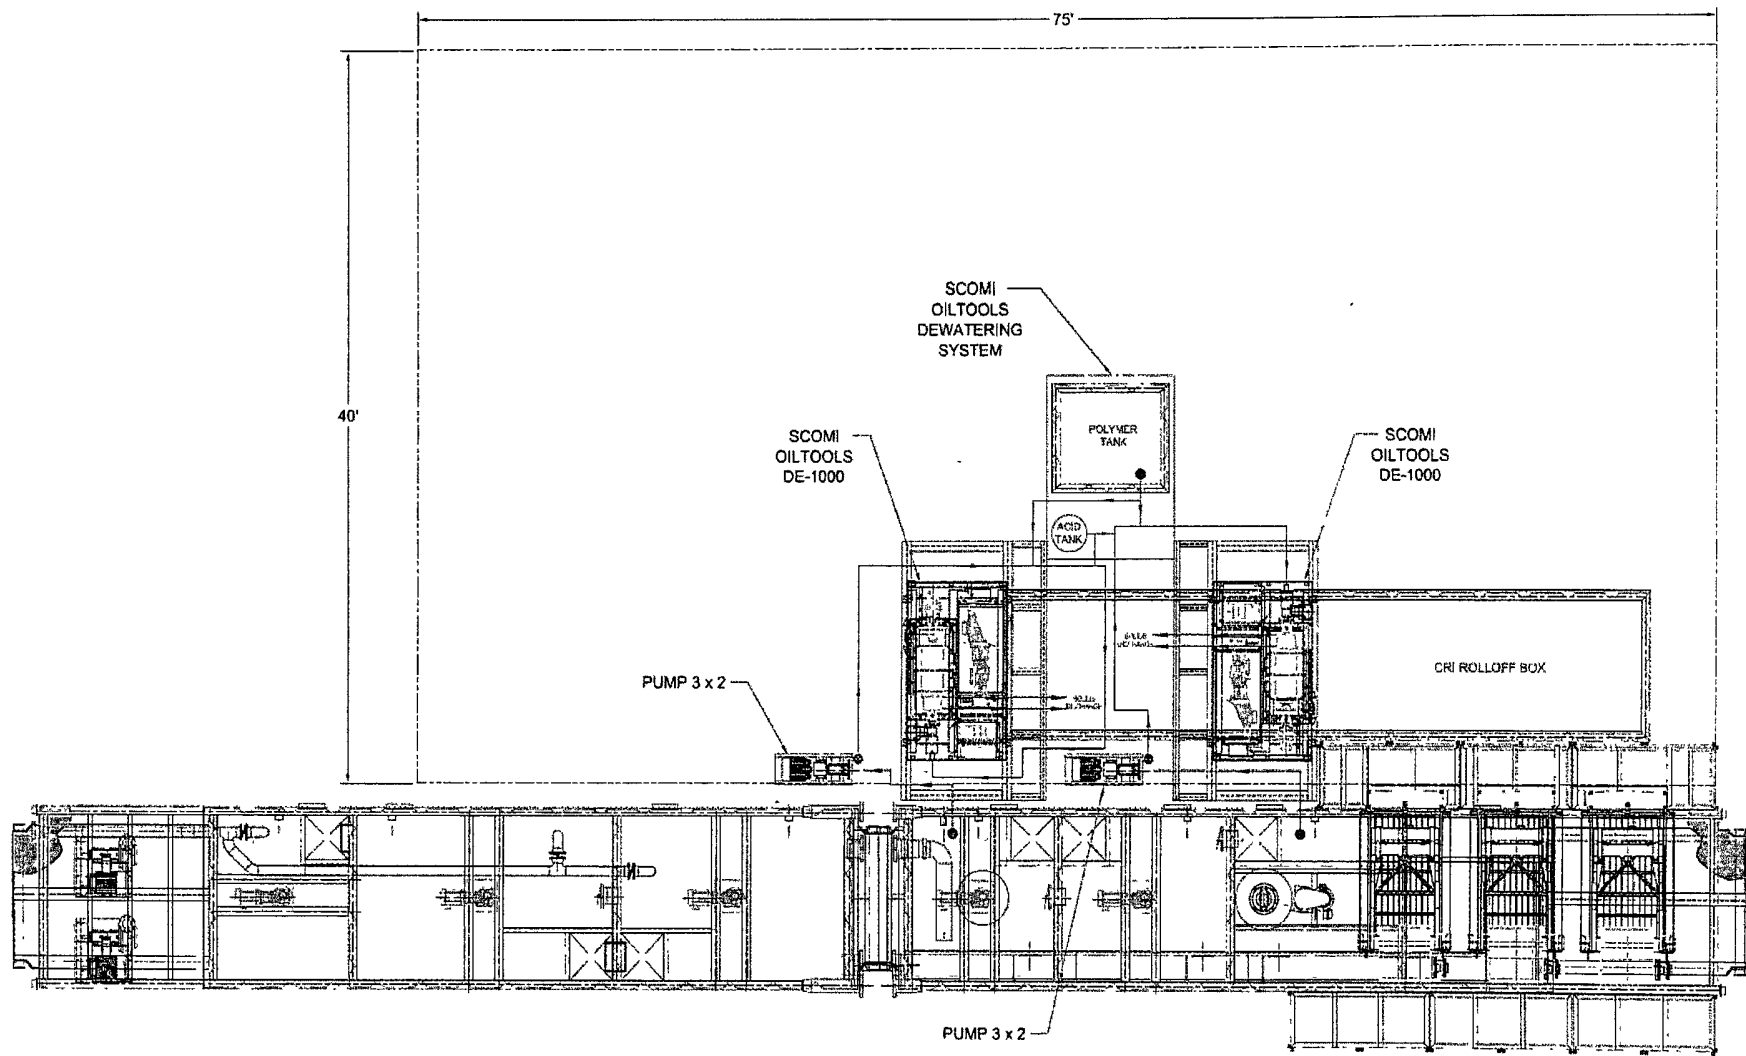 75'
SCOMI
OILTOOLS
DEWATERING
SYSTEM
40'
SCOMI
OILTOOLS
DE-1000
POLYMER
TANK
SCOMI
OILTOOLS
DE-1000
ACID
TANK
CRI ROLLOFF BOX
PUMP 3 x 2
PUMP 3 x 2